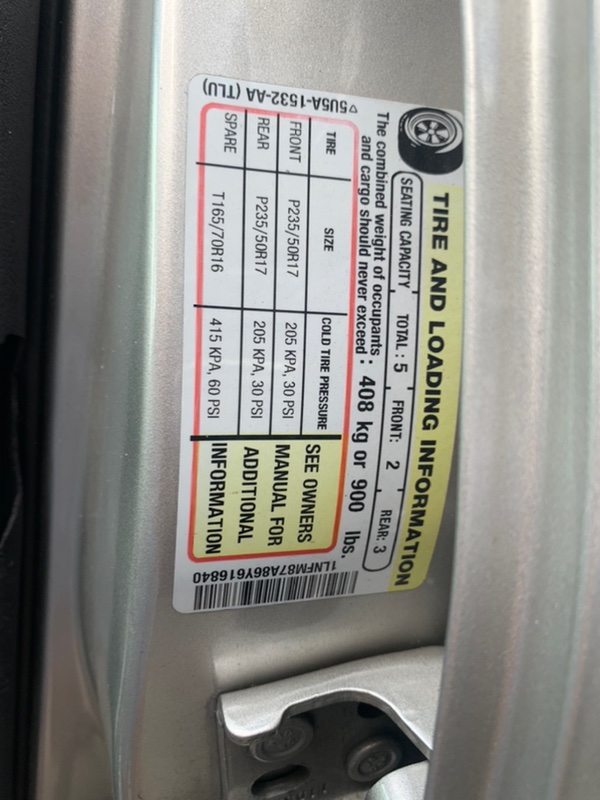 TIRE AND LOADING INFORMATION
SEATING CAPACITY TOTAL : 5 FRONT: 2 REAR: 3
The combined weight of occupants and cargo should never exceed : 408 kg or 900 lbs.
TIRE SIZE COLD TIRE PRESSURE
FRONT P235/50R17 205 KPA, 30 PSI
REAR P235/50R17 205 KPA, 30 PSI
SPARE T165/70R16 415 KPA, 60 PSI
SEE OWNERS
MANUAL FOR
ADDITIONAL
INFORMATION
5U5A-1532-AA (TLU)
1LNFM87A86Y616840